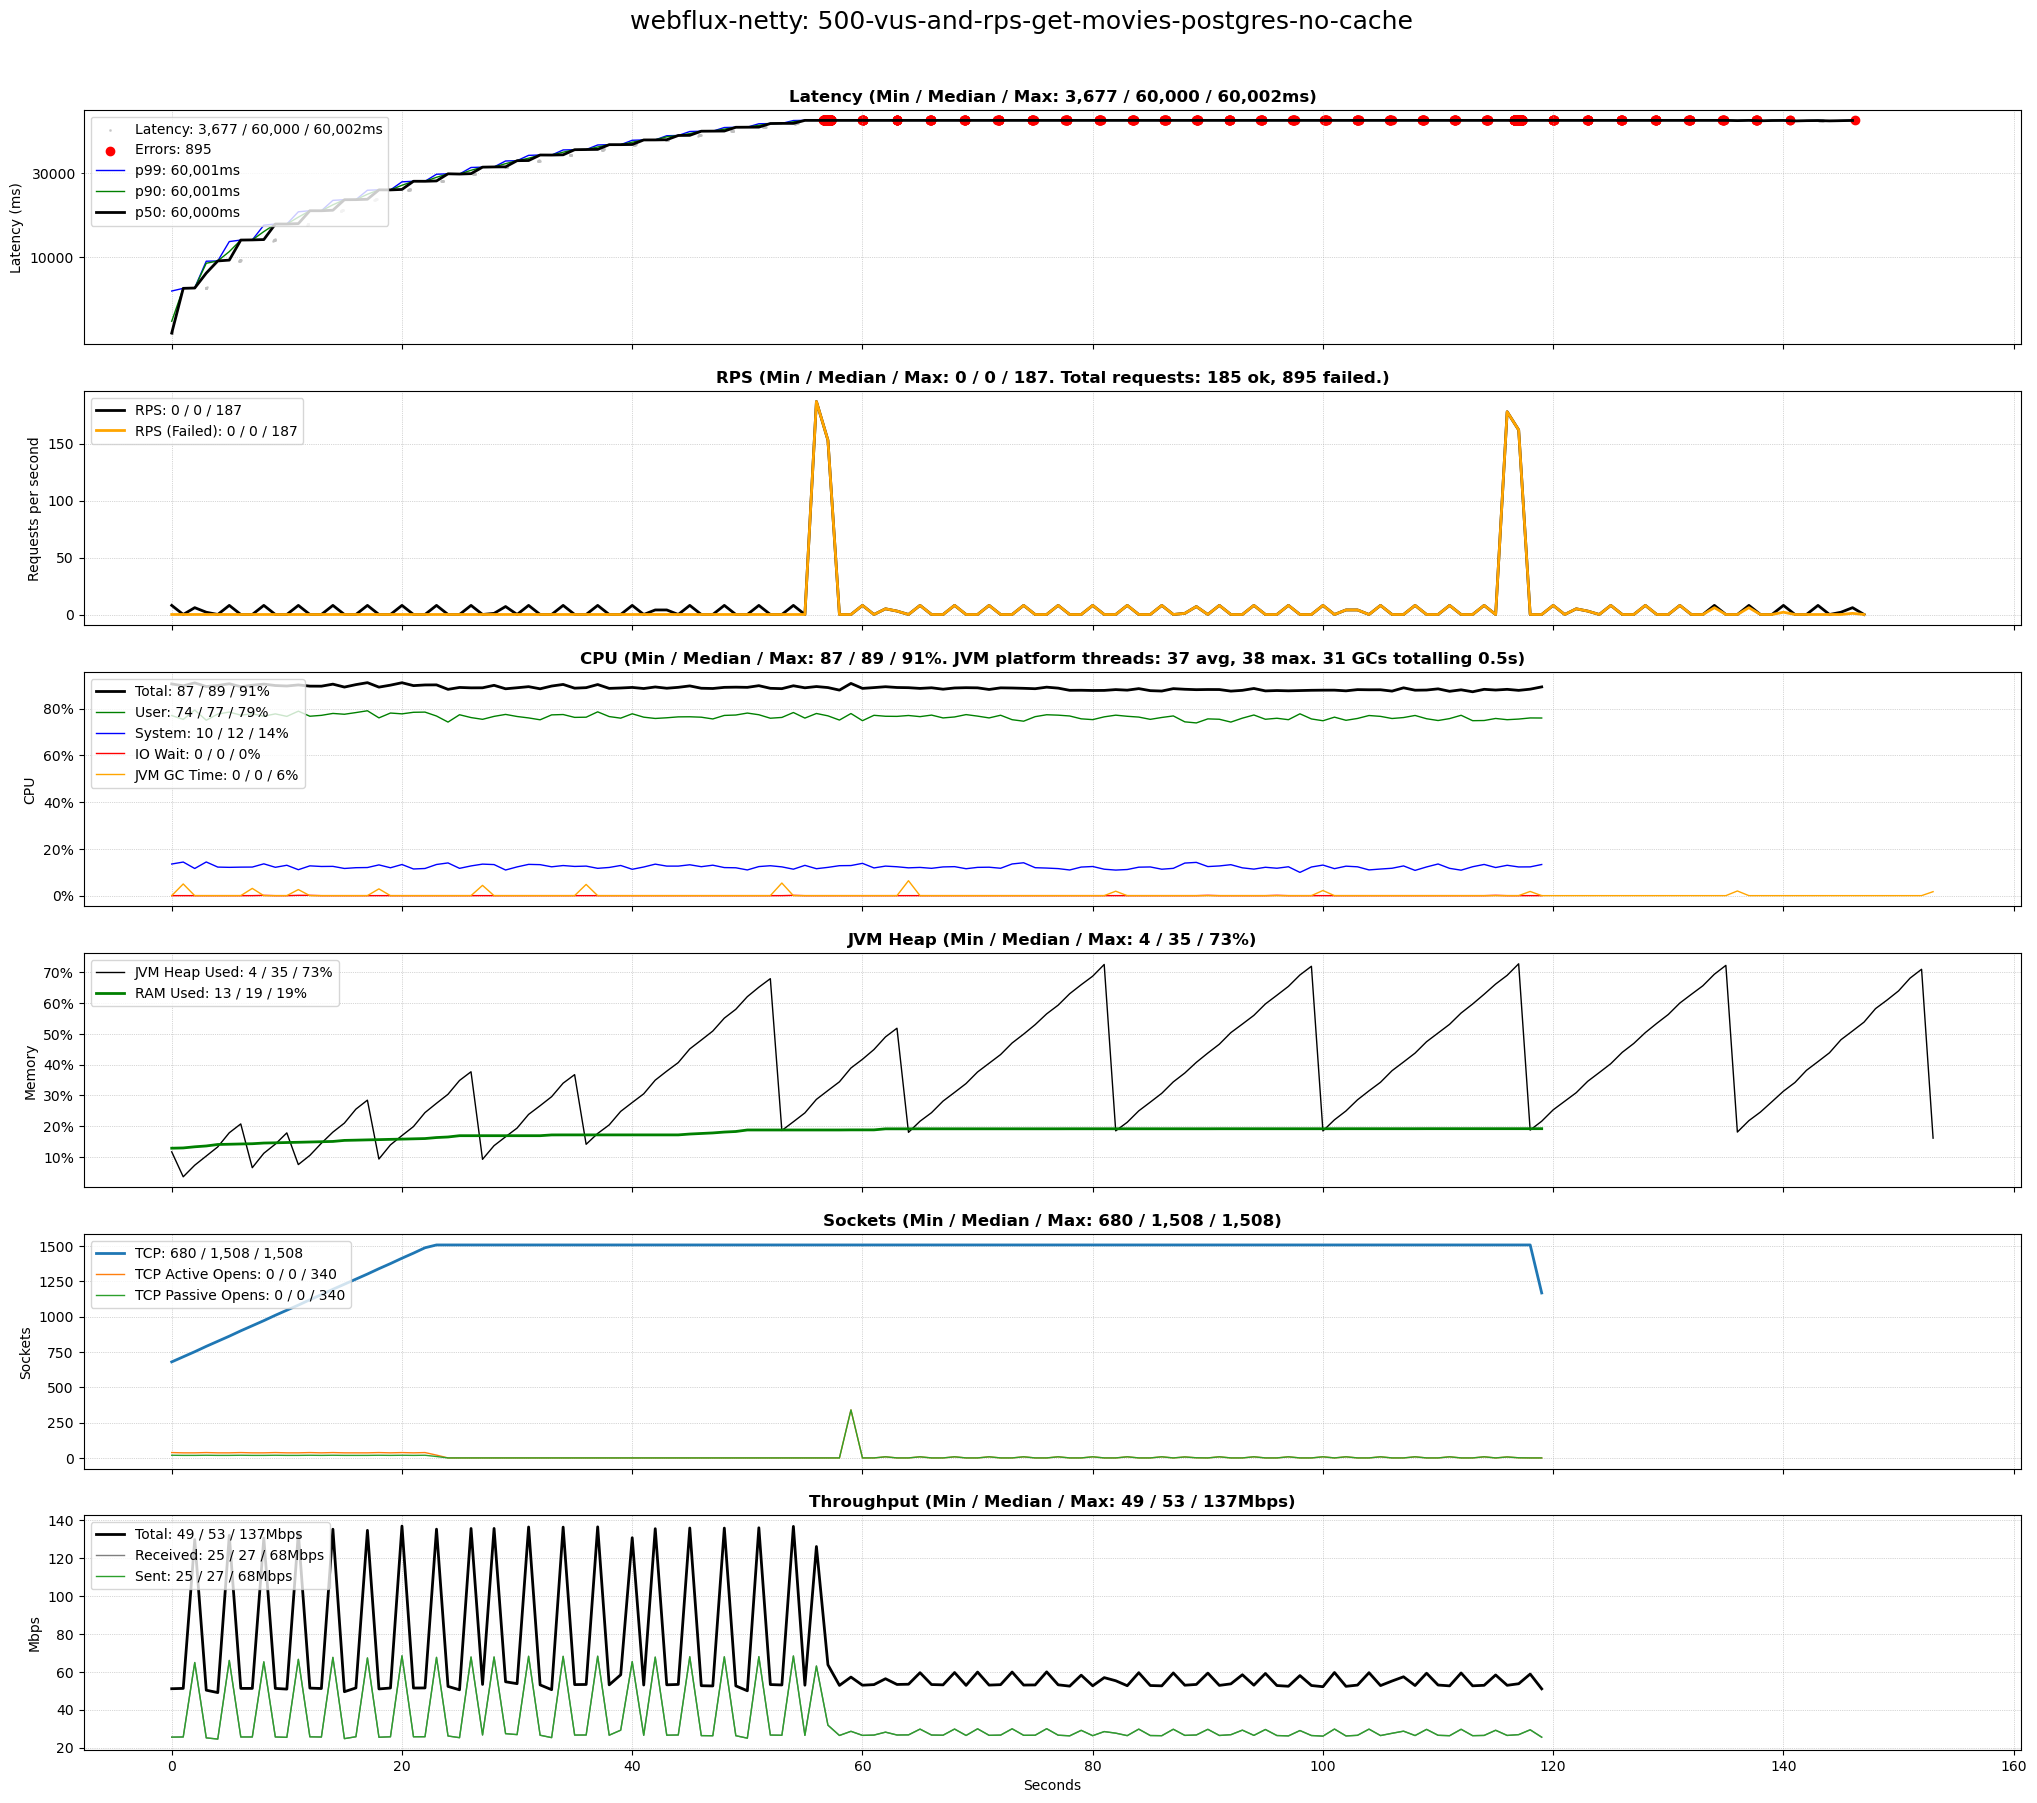 webflux-netty: 500-vus-and-rps-get-movies-postgres-no-cache
Latency (Min / Median / Max: 3,677 / 60,000 / 60,002ms)
Latency: 3,677 / 60,000 / 60,002ms
Errors: 895
p99: 60,001ms
p90: 60,001ms
p50: 60,000ms
30000
10000
Latency (ms)
RPS (Min / Median / Max: 0 / 0 / 187. Total requests: 185 ok, 895 failed.)
RPS: 0 / 0 / 187
RPS (Failed): 0 / 0 / 187
150
100
50
0
Requests per second
CPU (Min / Median / Max: 87 / 89 / 91%. JVM platform threads: 37 avg, 38 max. 31 GCs totalling 0.5s)
Total: 87 / 89 / 91%
User: 74 / 77 / 79%
System: 10 / 12 / 14%
IO Wait: 0 / 0 / 0%
JVM GC Time: 0 / 0 / 6%
80%
60%
40%
20%
0%
CPU
JVM Heap (Min / Median / Max: 4 / 35 / 73%)
JVM Heap Used: 4 / 35 / 73%
RAM Used: 13 / 19 / 19%
70%
60%
50%
40%
30%
20%
10%
Memory
Sockets (Min / Median / Max: 680 / 1,508 / 1,508)
TCP: 680 / 1,508 / 1,508
TCP Active Opens: 0 / 0 / 340
TCP Passive Opens: 0 / 0 / 340
1500
1250
1000
750
500
250
0
Sockets
Throughput (Min / Median / Max: 49 / 53 / 137Mbps)
Total: 49 / 53 / 137Mbps
Received: 25 / 27 / 68Mbps
Sent: 25 / 27 / 68Mbps
140
120
100
80
60
40
20
Mbps
0 20 40 60 80 100 120 140 160
Seconds